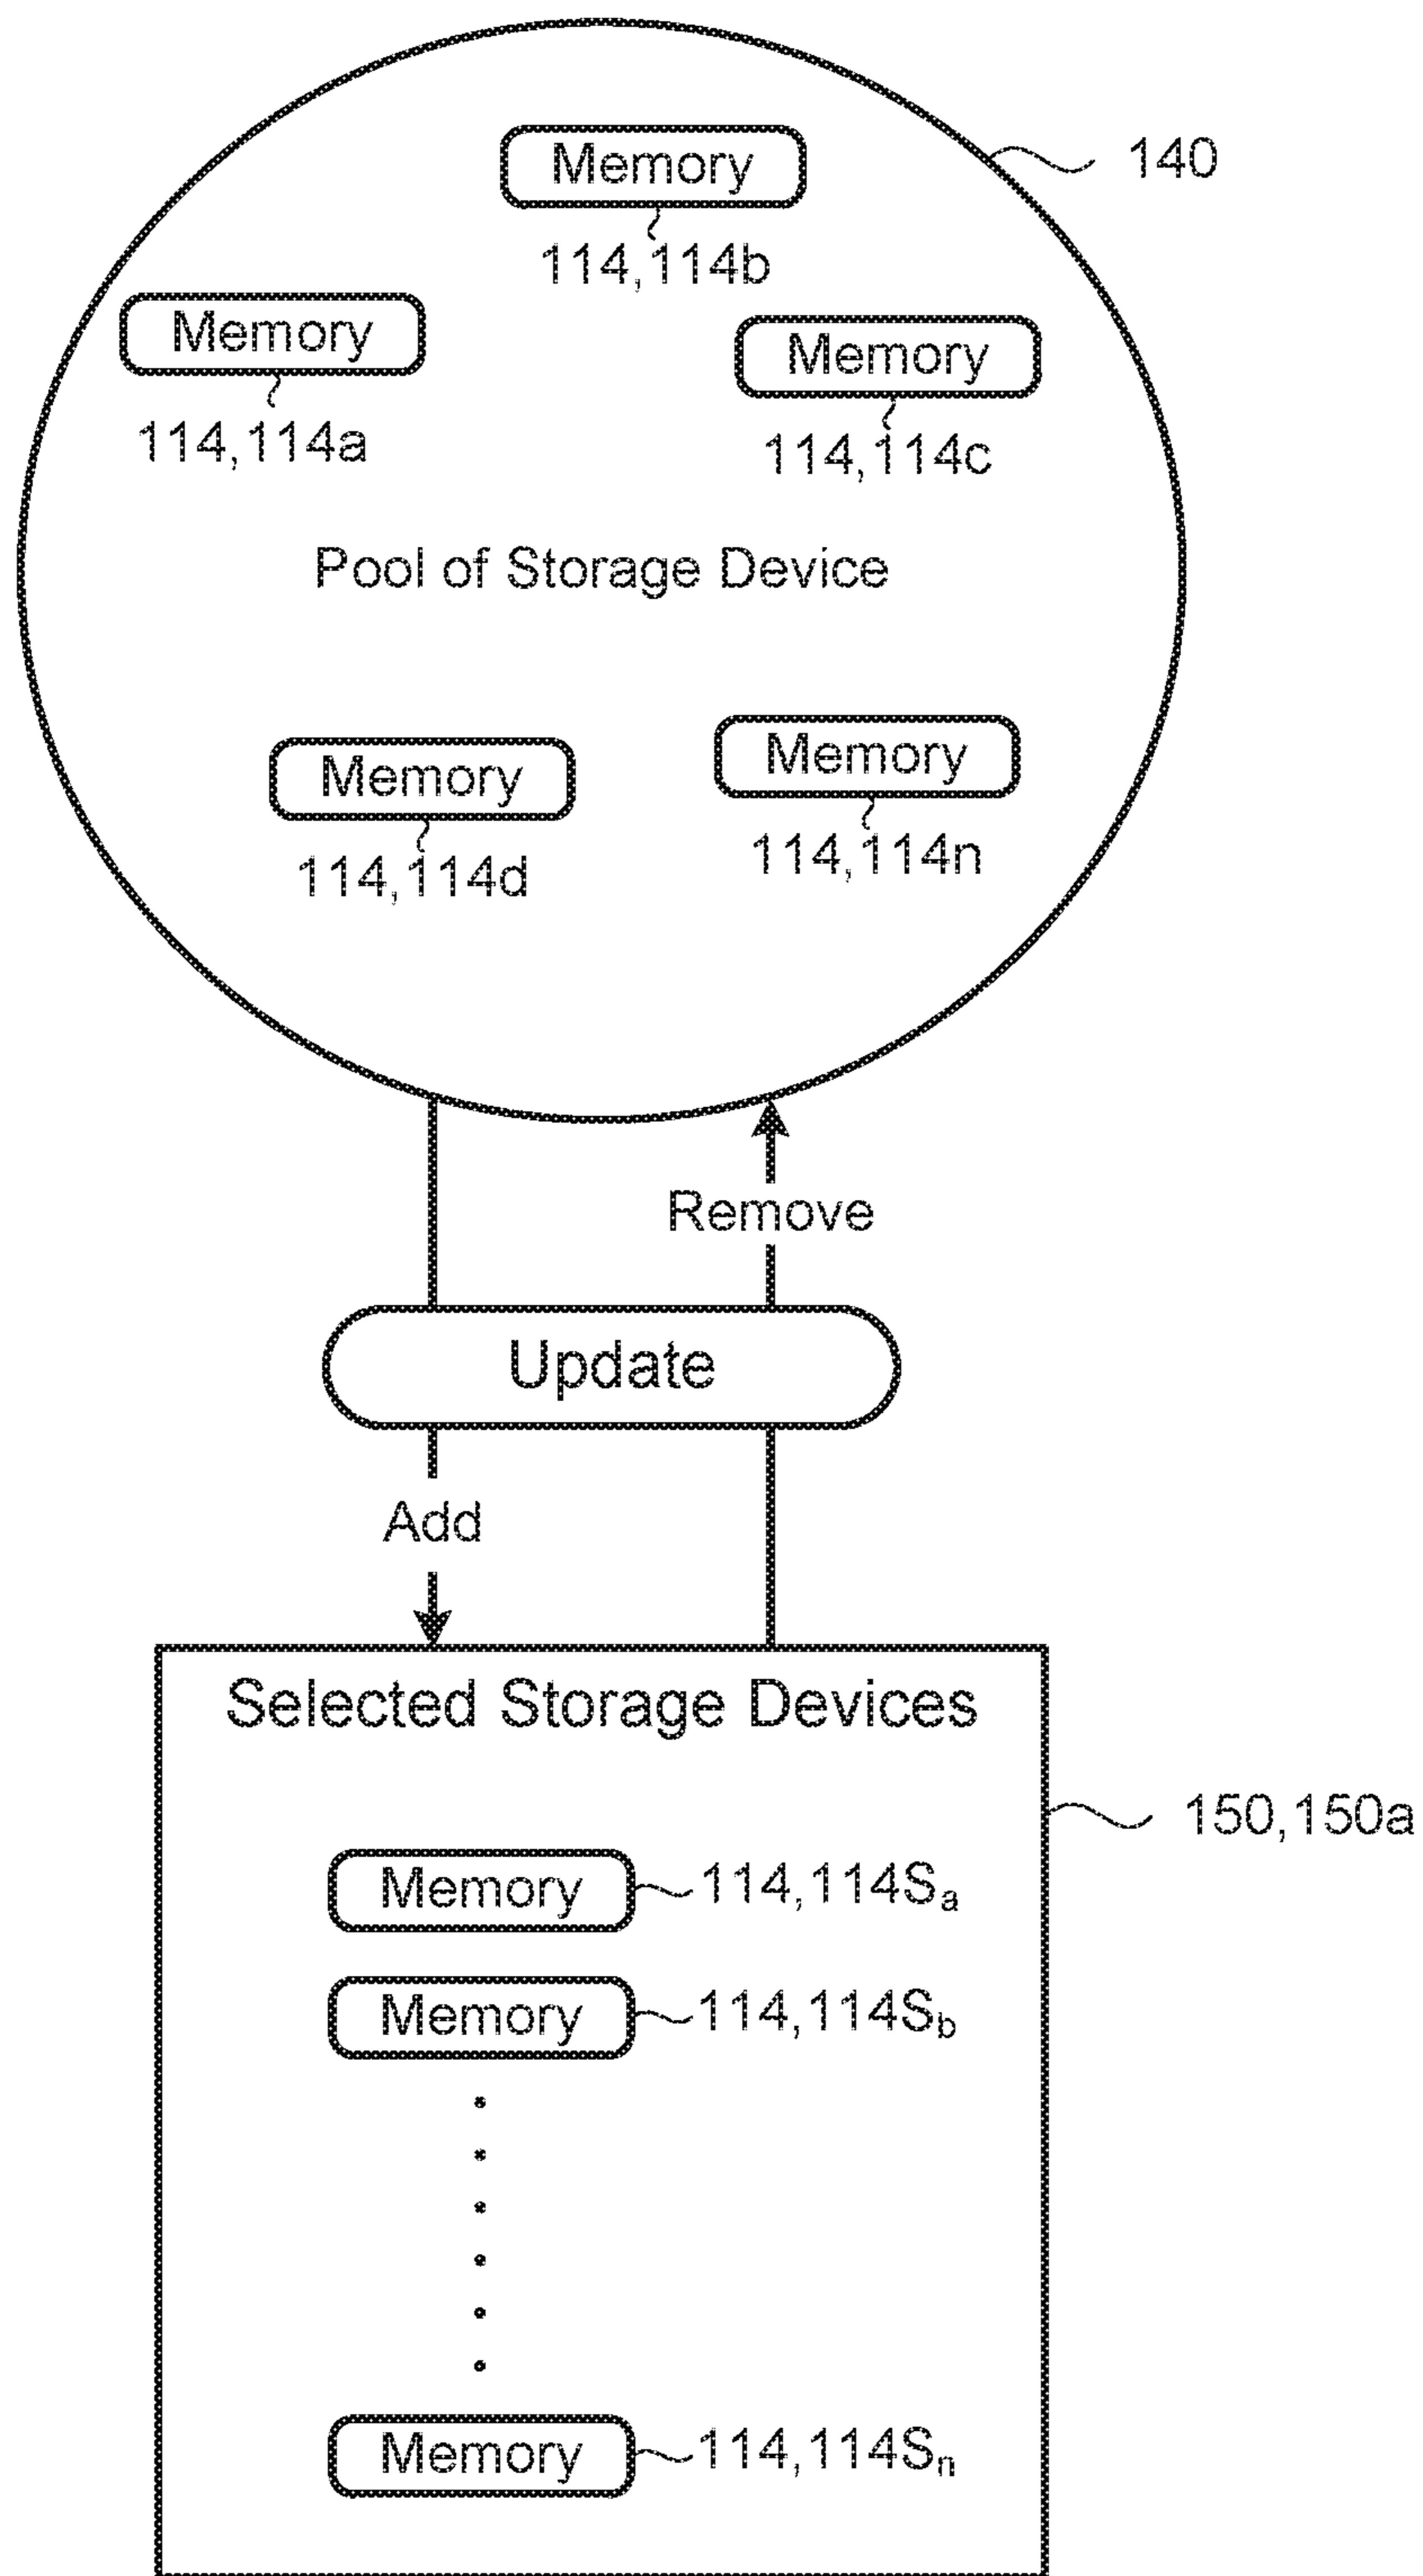 Memory
140
114,114b
Memory
Memory
114,114a
114,114c
Pool of Storage Device
Memory
Memory
114,114d
114,114n
Remove
Update
Add
Selected Storage Devices
150,150a
Memory
114,114Sa
Memory
114,114Sb
Memory
114,114Sn